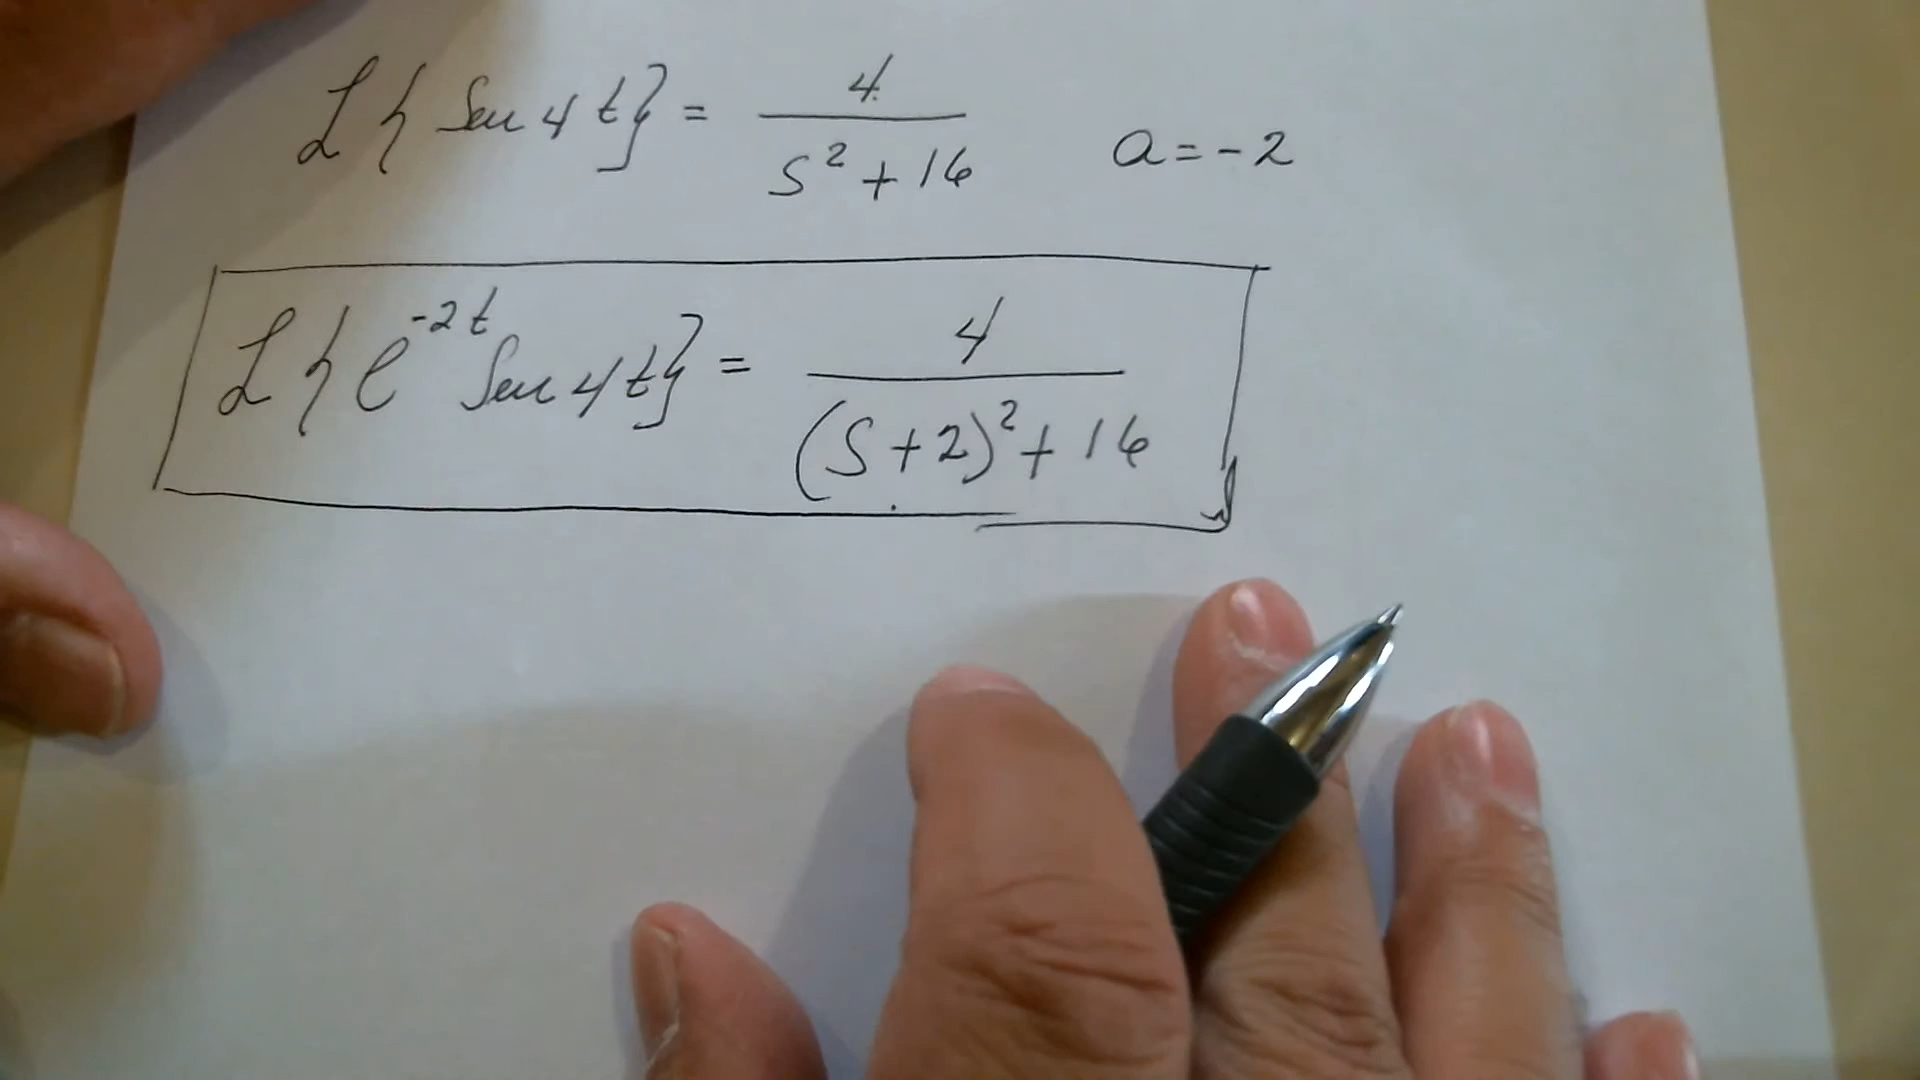 ℒ{Sen 4t} = 4/(s²+16)   a = -2
ℒ{e^(-2t) Sen 4t} = 4/((s+2)²+16)